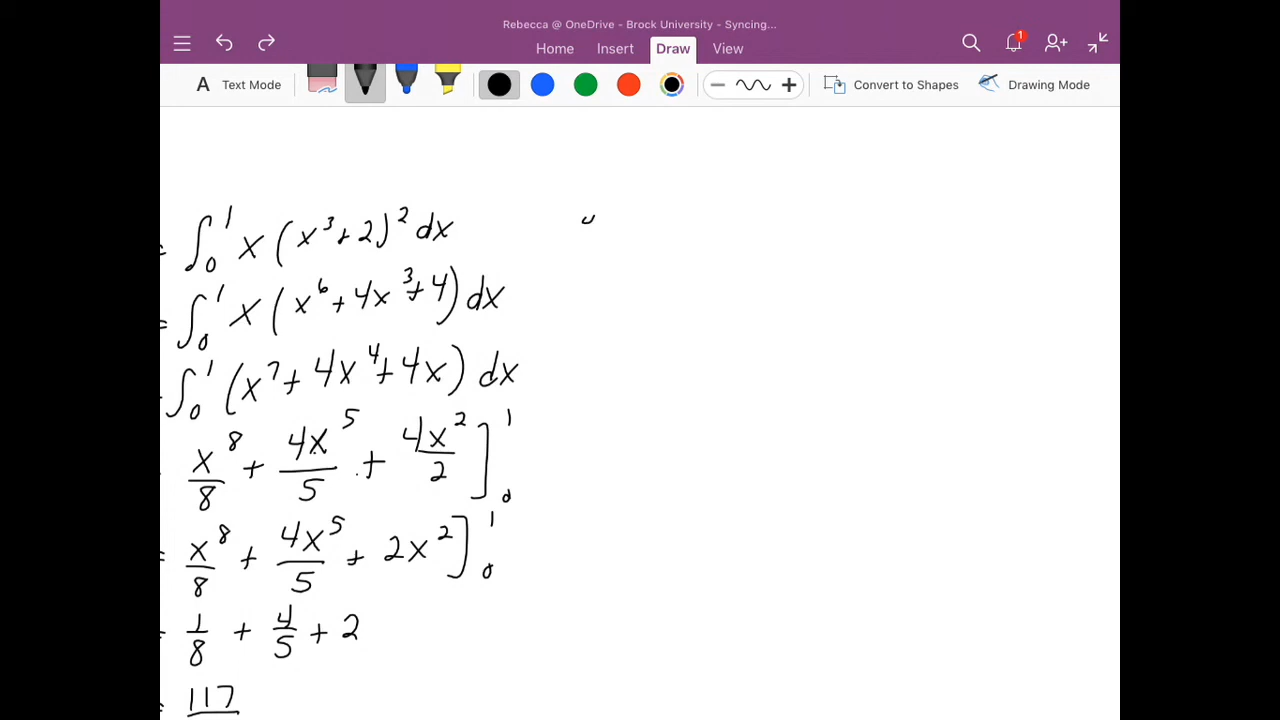 Rebecca @ OneDrive - Brock University - Syncing...
Home Insert Draw View
1
A Text Mode
Convert to Shapes
Drawing Mode
= ∫₀¹ x (x³ + 2)² dx
= ∫₀¹ x (x⁶ + 4x³ + 4) dx
= ∫₀¹ (x⁷ + 4x⁴ + 4x) dx
= x⁸/8 + 4x⁵/5 + 4x²/2 ]₀¹
= x⁸/8 + 4x⁵/5 + 2x² ]₀¹
= 1/8 + 4/5 + 2
= 117